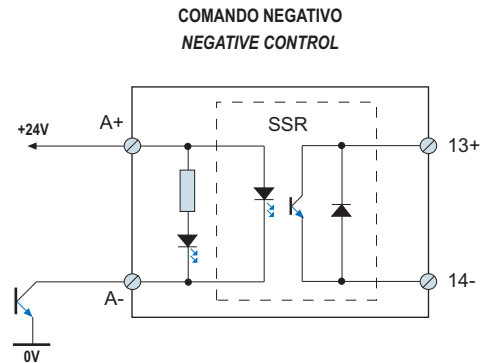 COMANDO NEGATIVO
NEGATIVE CONTROL
+24V
A+
SSR
13+
A-
14-
0V